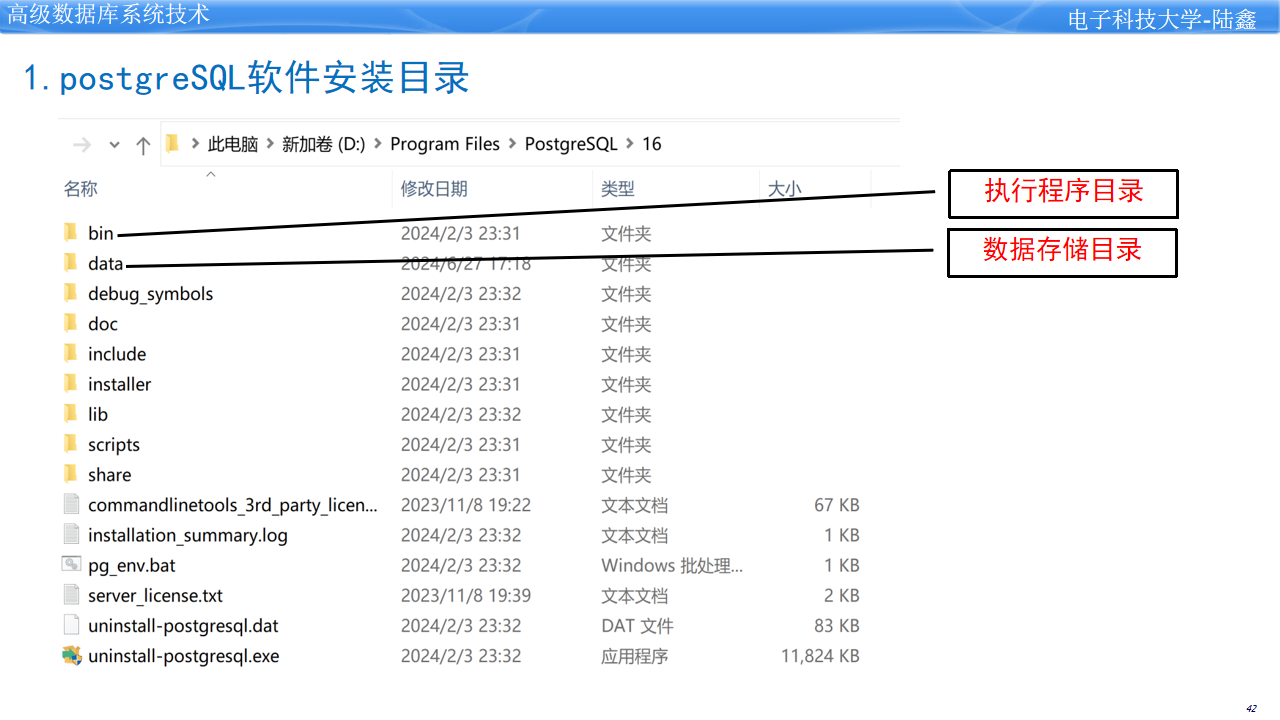 高级数据库系统技术
电子科技大学-陆鑫
1.postgreSQL软件安装目录
此电脑 > 新加卷 (D:) > Program Files > PostgreSQL > 16
名称 修改日期 类型 大小
执行程序目录
bin 2024/2/3 23:31 文件夹
数据存储目录
data 2024/6/27 17:18 文件夹
debug_symbols 2024/2/3 23:32 文件夹
doc 2024/2/3 23:31 文件夹
include 2024/2/3 23:31 文件夹
installer 2024/2/3 23:31 文件夹
lib 2024/2/3 23:32 文件夹
scripts 2024/2/3 23:31 文件夹
share 2024/2/3 23:31 文件夹
commandlinetools_3rd_party_licen... 2023/11/8 19:22 文本文档 67 KB
installation_summary.log 2024/2/3 23:32 文本文档 1 KB
pg_env.bat 2024/2/3 23:32 Windows 批处理... 1 KB
server_license.txt 2023/11/8 19:39 文本文档 2 KB
uninstall-postgresql.dat 2024/2/3 23:32 DAT 文件 83 KB
uninstall-postgresql.exe 2024/2/3 23:32 应用程序 11,824 KB
42